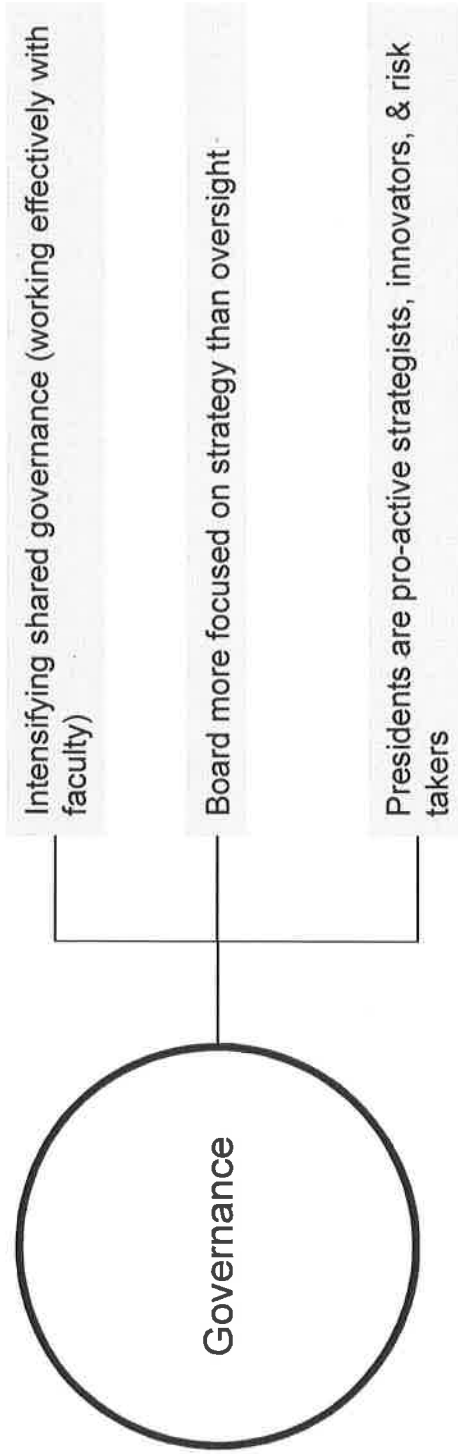 Governance
Intensifying shared governance (working effectively with
faculty)
Board more focused on strategy than oversight
Presidents are pro-active strategists, innovators, & risk
takers